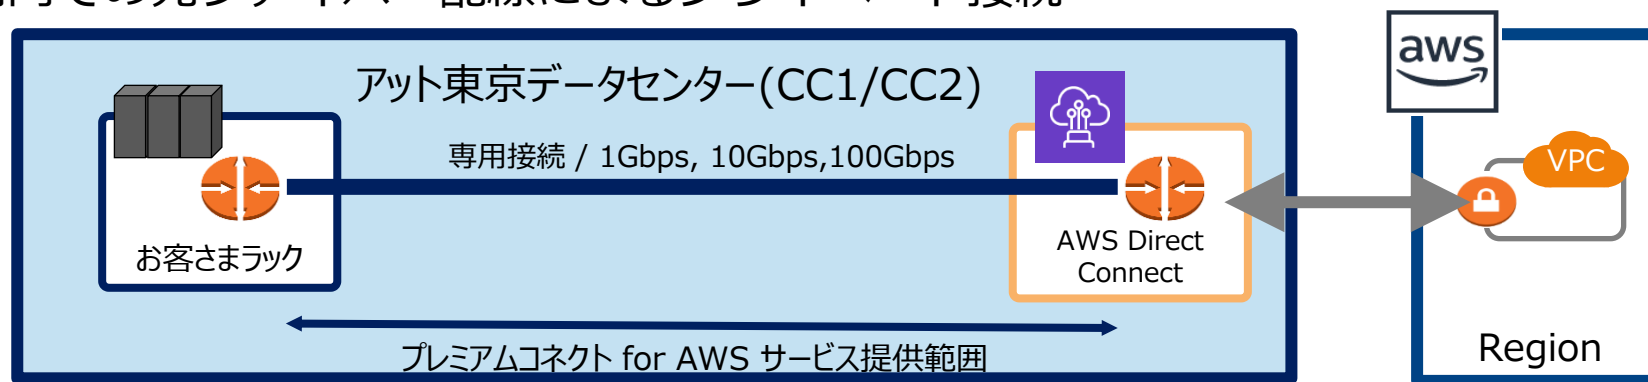 アット東京データセンター(CC1/CC2)
専用接続 / 1Gbps, 10Gbps,100Gbps
お客さまラック
AWS Direct
Connect
プレミアムコネクト for AWS サービス提供範囲
aws
VPC
Region